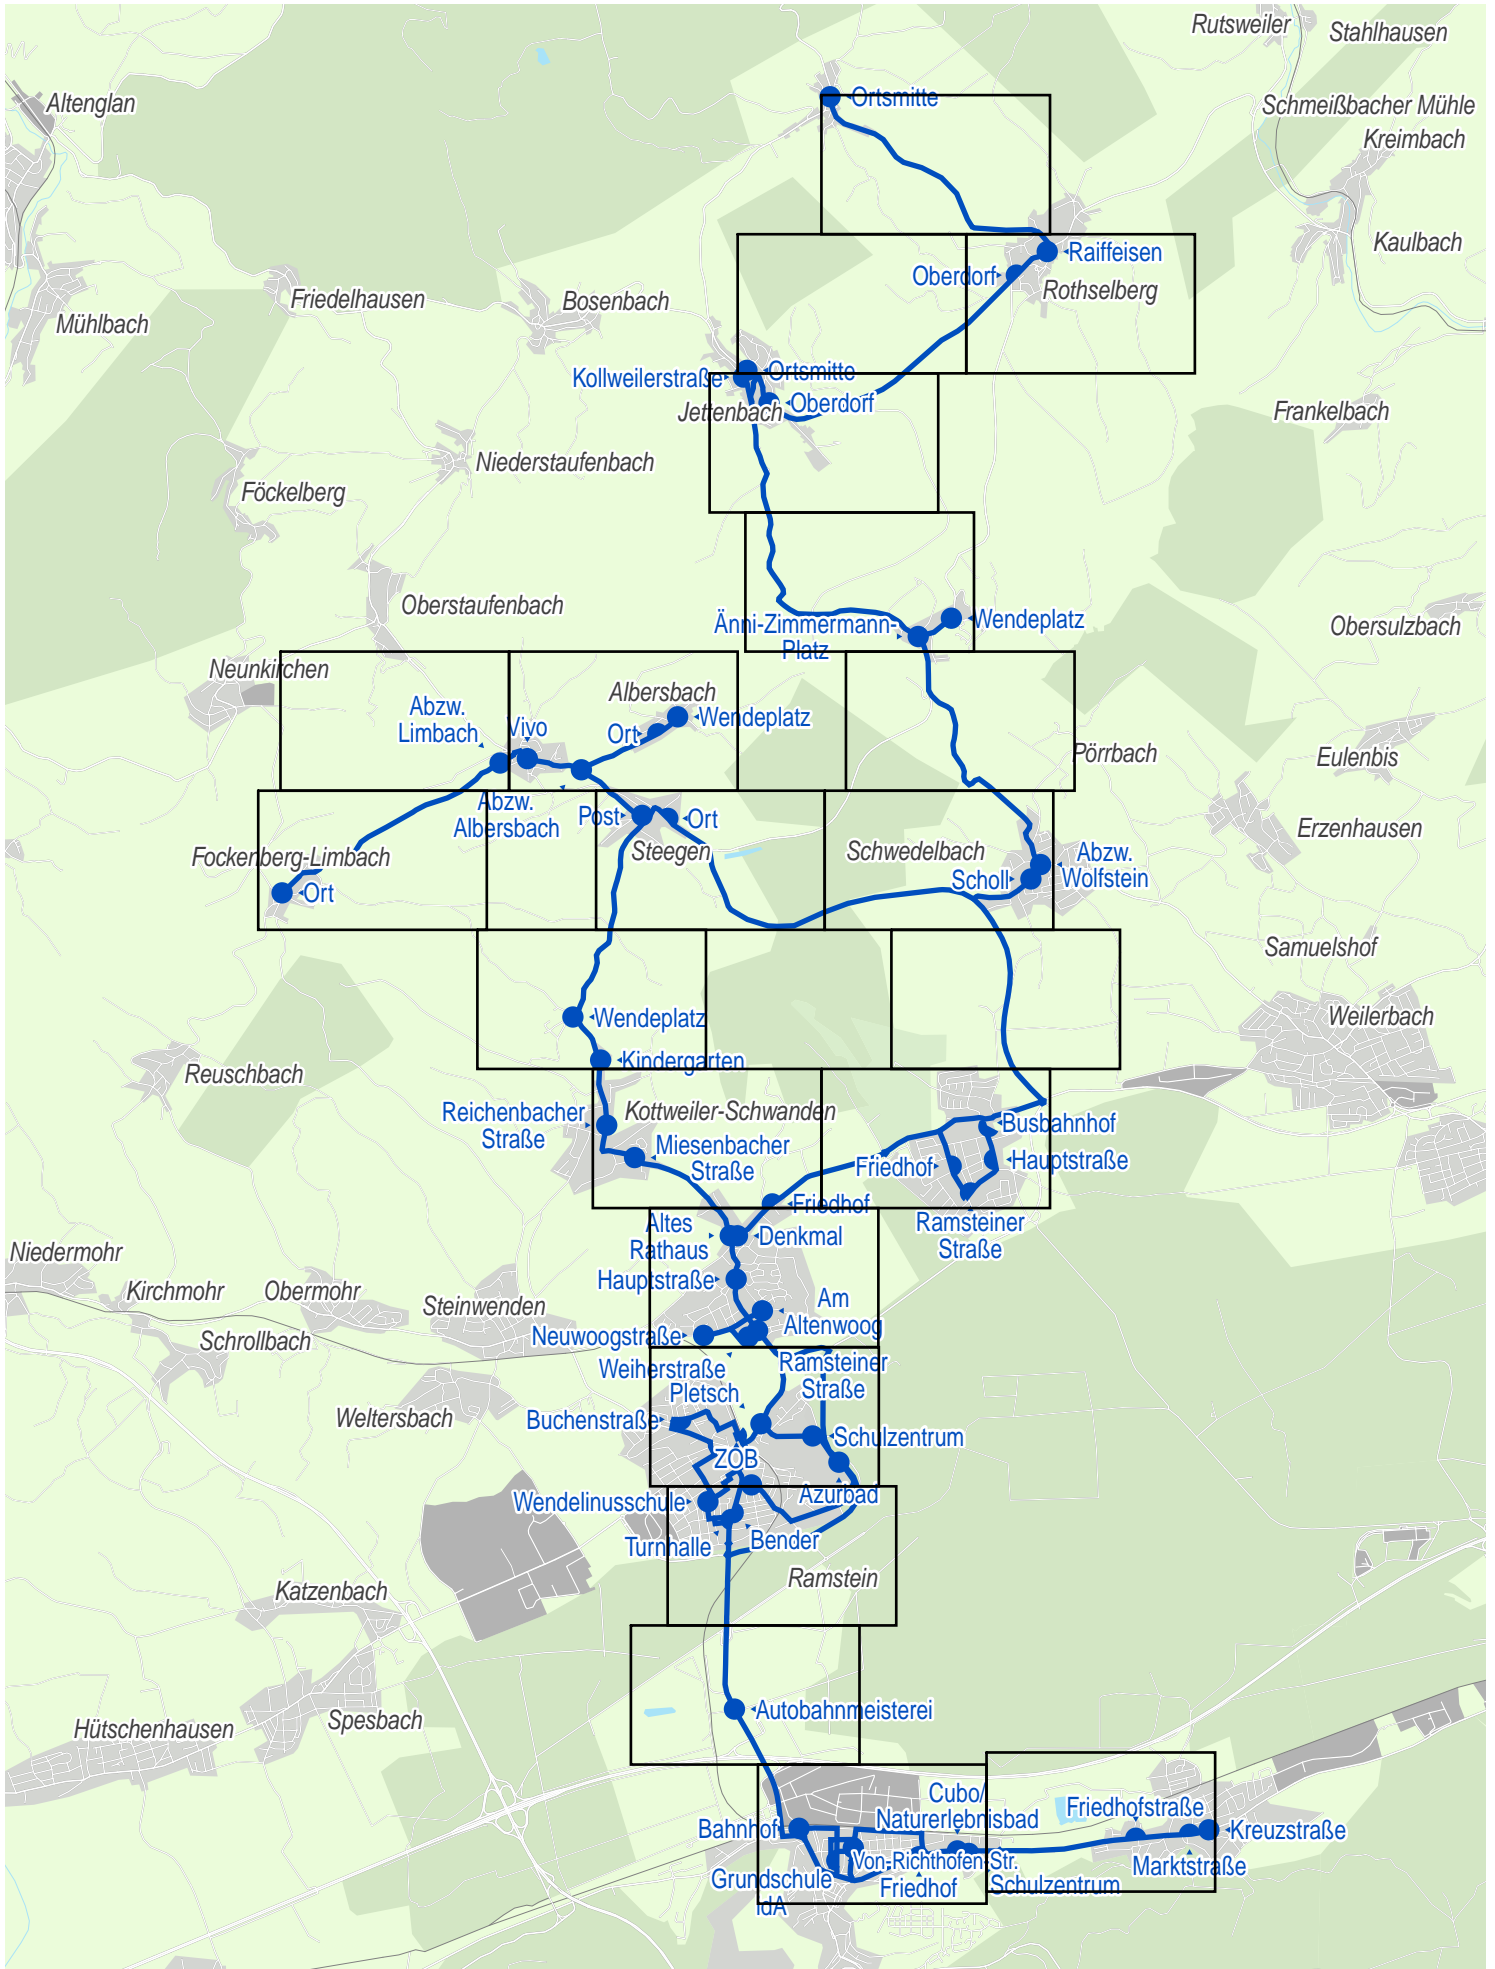 Rutsweiler
Stahlhausen
Altenglan
Ortsmitte
Schmeißbacher Mühle
Kreimbach
Kaulbach
Raiffeisen
Oberdorf
Rothselberg
Friedelhausen
Bosenbach
Mühlbach
Kollweilerstraße
Ortsmitte
Oberdorf
Jettenbach
Frankelbach
Niederstaufenbach
Föckelberg
Oberstaufenbach
Änni-Zimmermann-
Platz
Wendeplatz
Obersulzbach
Neunkirchen
Albersbach
Abzw.
Limbach
Vivo
Ort
Wendeplatz
Pörrbach
Eulenbis
Abzw.
Albersbach
Post
Ort
Steegen
Erzenhausen
Fockenberg-Limbach
Ort
Schwedelbach
Scholl
Abzw.
Wolfstein
Samuelshof
Wendeplatz
Weilerbach
Kindergarten
Reuschbach
Reichenbacher
Straße
Kottweiler-Schwanden
Miesenbacher
Straße
Busbahnhof
Friedhof
Hauptstraße
Friedhof
Ramsteiner
Straße
Altes
Rathaus
Denkmal
Niedermohr
Kirchmohr
Obermohr
Steinwenden
Schrollbach
Hauptstraße
Am
Altenwoog
Neuwoogstraße
Weiherstraße
Pletsch
Ramsteiner
Straße
Weltersbach
Buchenstraße
Schulzentrum
ZOB
Azurbad
Wendelinusschule
Turnhalle
Bender
Ramstein
Katzenbach
Spesbach
Hütschenhausen
Autobahnmeisterei
Cubo/
Naturerlebnisbad
Bahnhof
Friedhofstraße
Kreuzstraße
Marktstraße
Von-Richthofen-Str.
Grundschule
IdA
Friedhof
Schulzentrum